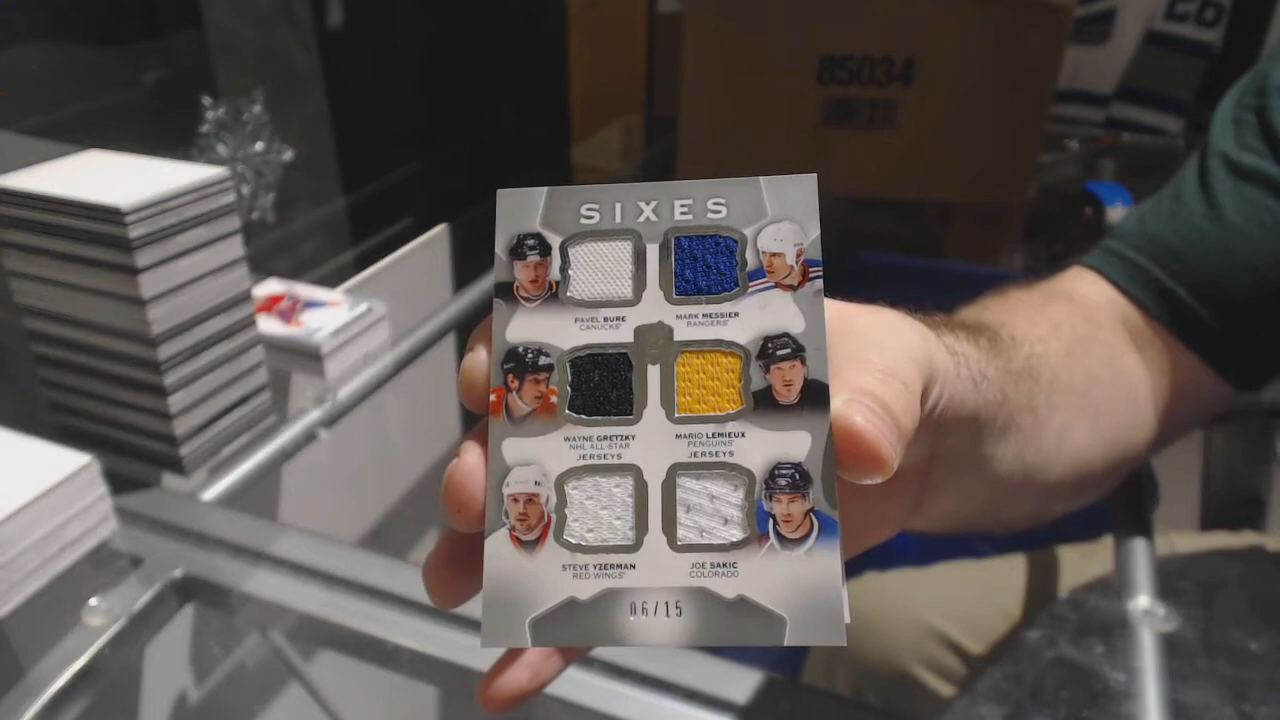 85034
26
SIXES
PAVEL BURE
CANUCKS'
MARK MESSIER
RANGERS'
WAYNE GRETZKY
NHL ALL-STAR
MARIO LEMIEUX
PENGUINS'
JERSEYS
JERSEYS
STEVE YZERMAN
RED WINGS'
JOE SAKIC
COLORADO
06/15